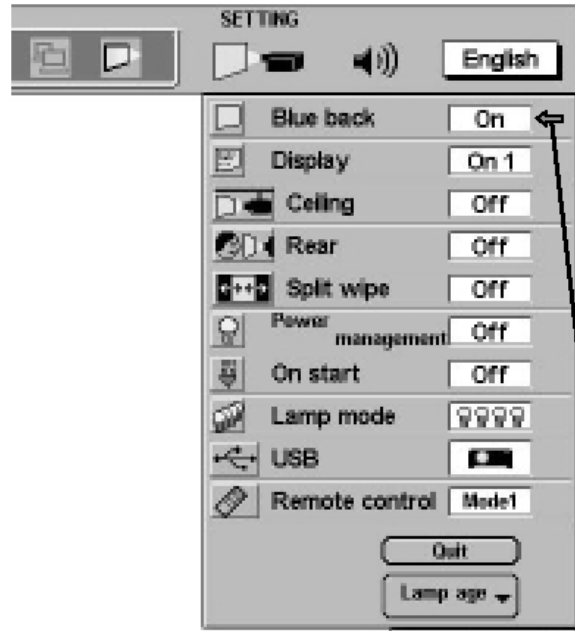 SETTING
English
Blue back On
Display On 1
Ceiling Off
Rear Off
Split wipe Off
Power management Off
On start Off
Lamp mode
USB
Remote control Mode1
Quit
Lamp age